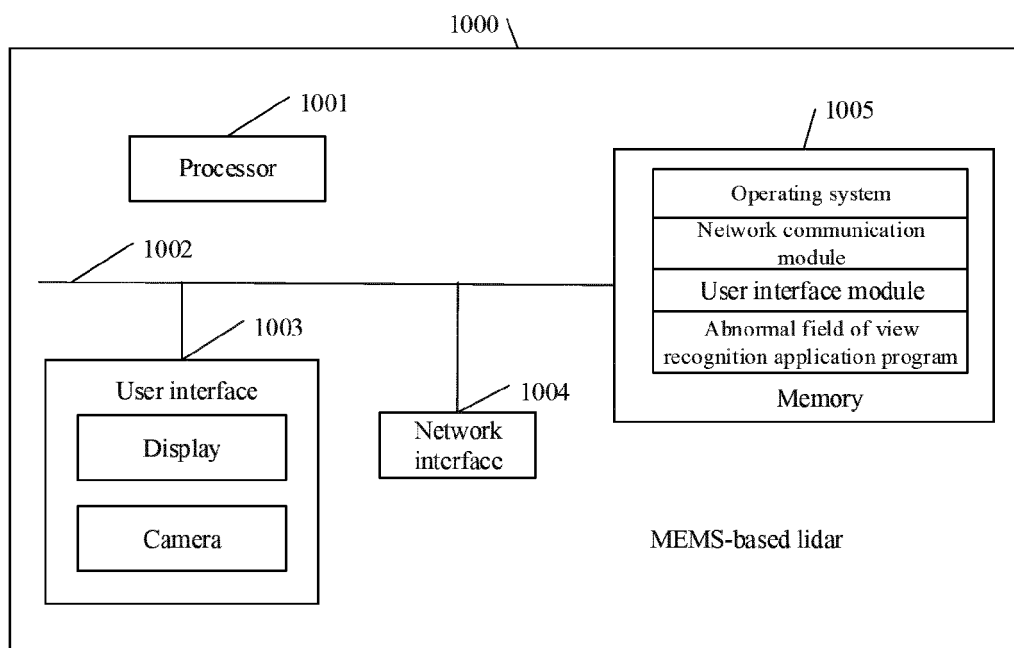 1000
1001
1005
Processor
Operating system
Network communication
module
1002
User interface module
1003
Abnormal field of view
recognition application program
User interface
1004
Memory
Display
Network
interface
Camera
MEMS-based lidar